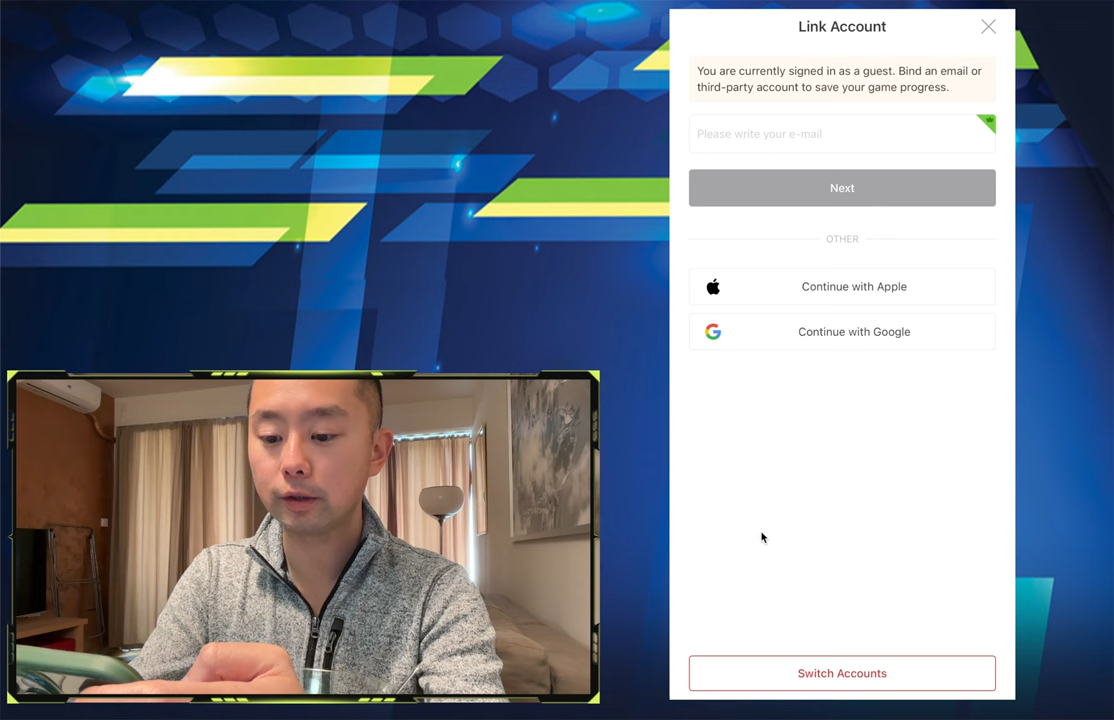 Link Account
You are currently signed in as a guest. Bind an email or
third-party account to save your game progress.
Please write your e-mail
Next
OTHER
Continue with Apple
Continue with Google
Switch Accounts